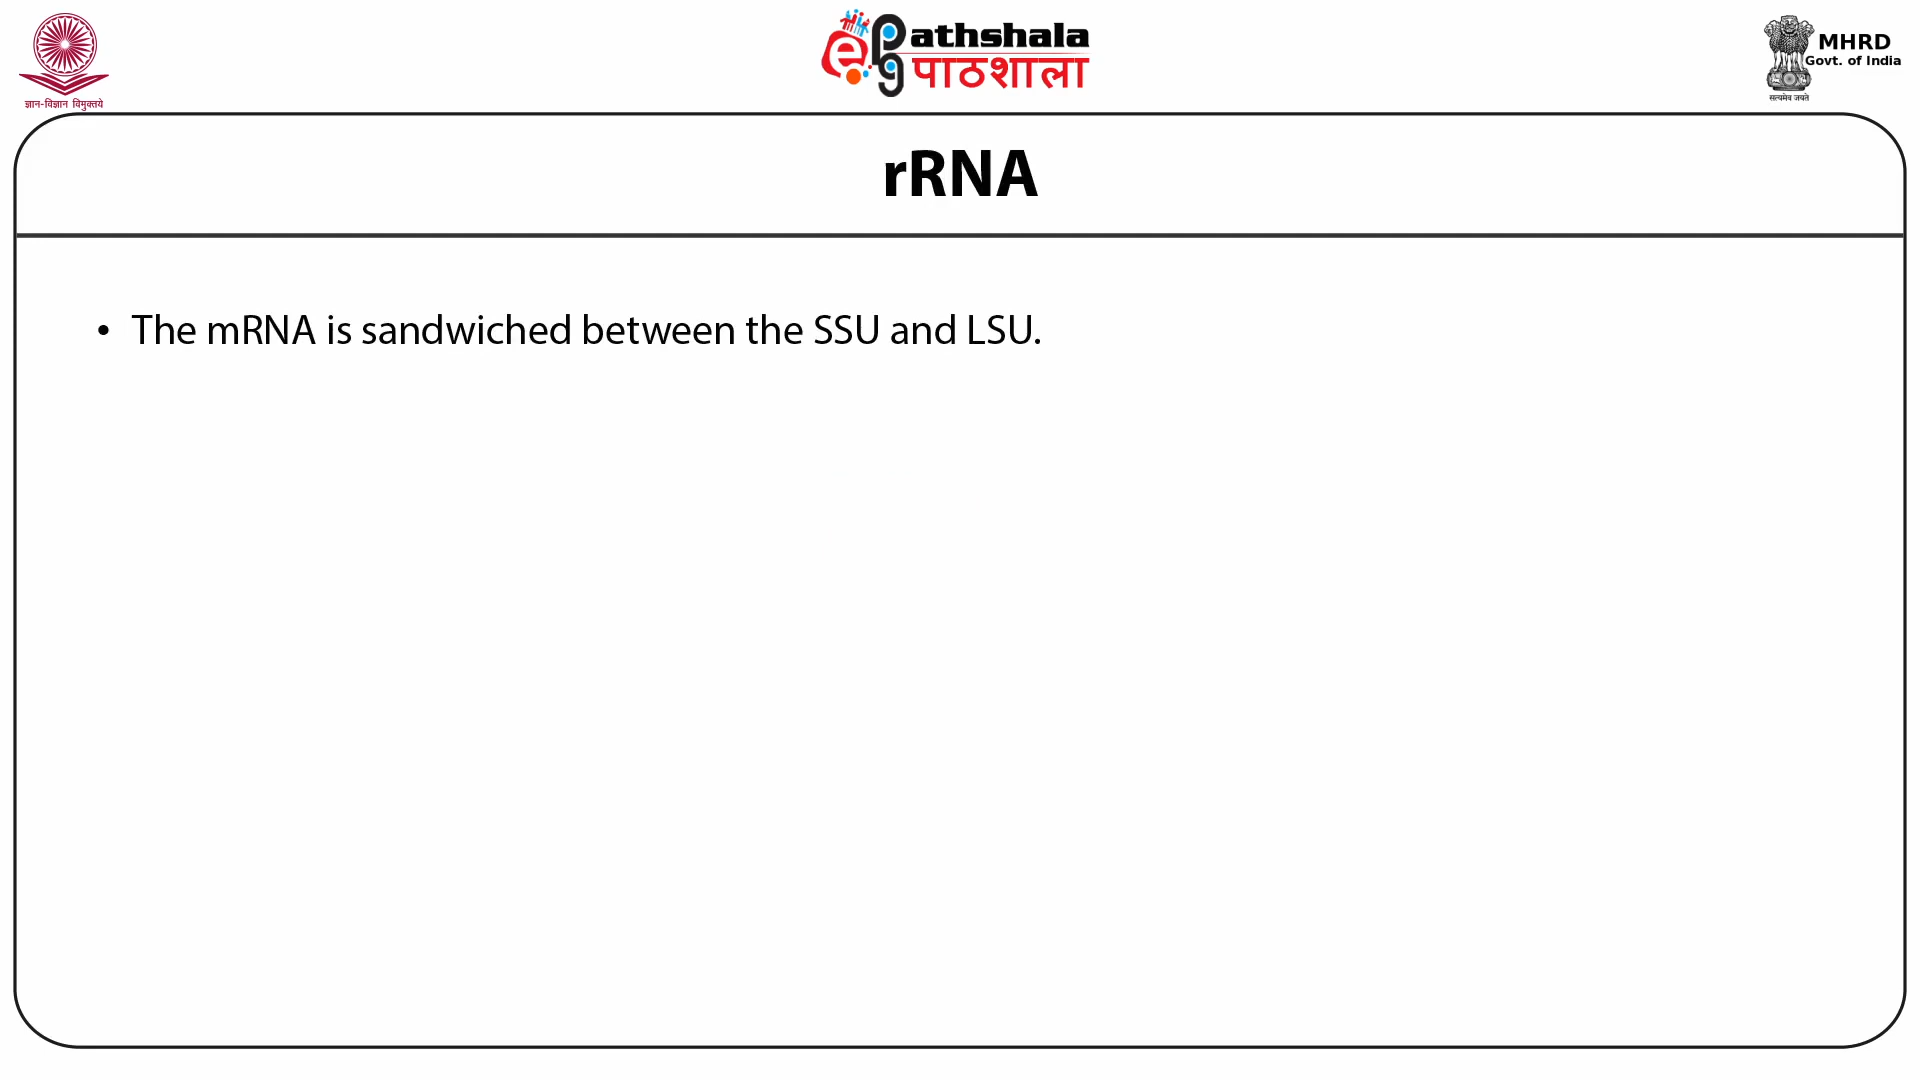 ज्ञान-विज्ञान विमुक्तये
ePathshala
पाठशाला
MHRD
Govt. of India
सत्यमेव जयते
rRNA
• The mRNA is sandwiched between the SSU and LSU.